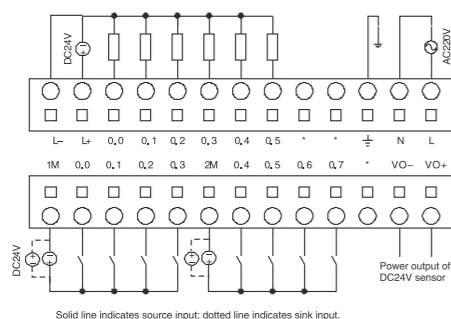 DC24V
AC220V
L– L+ 0.0 0.1 0.2 0.3 0.4 0.5 * * N L
1M 0.0 0.1 0.2 0.3 2M 0.4 0.5 0.6 0.7 * VO– VO+
DC24V
Power output of
DC24V sensor
Solid line indicates source input; dotted line indicates sink input.